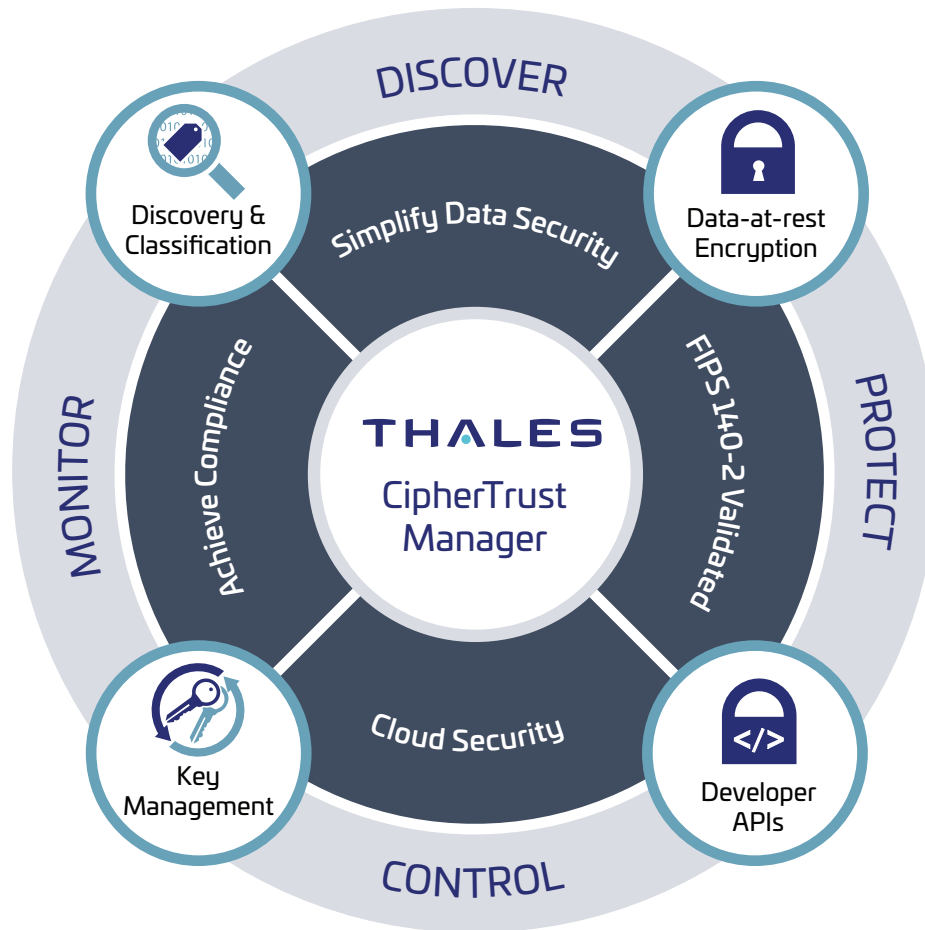 DISCOVER
Discovery &
Classification
Data-at-rest
Encryption
Simplify Data Security
MONITOR
Achieve Compliance
THALES
CipherTrust
Manager
FIPS 140-2 Validated
PROTECT
Cloud Security
Key
Management
</>
Developer
APIs
CONTROL